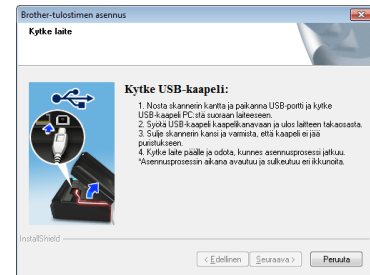 Brother-tulostimen asennus
Kytke laite
Kytke USB-kaapeli:
1. Nosta skannerin kantta ja paikanna USB-portti ja kytke
USB-kaapeli PC:stä suoraan laiteeseen.
2. Syötä USB-kaapeli kaapelikanavaan ja ulos laitteen takaosasta.
3. Sulje skannerin kansi ja varmista, että kaapeli ei jää
puristukseen.
4. Kytke laite päälle ja odota, kunnes asennusprosessi jatkuu.
*Asennusprosessin aikana avautuu ja sulkeutuu eri ikkunoita.
InstallShield
< Edellinen
Seuraava >
Peruuta